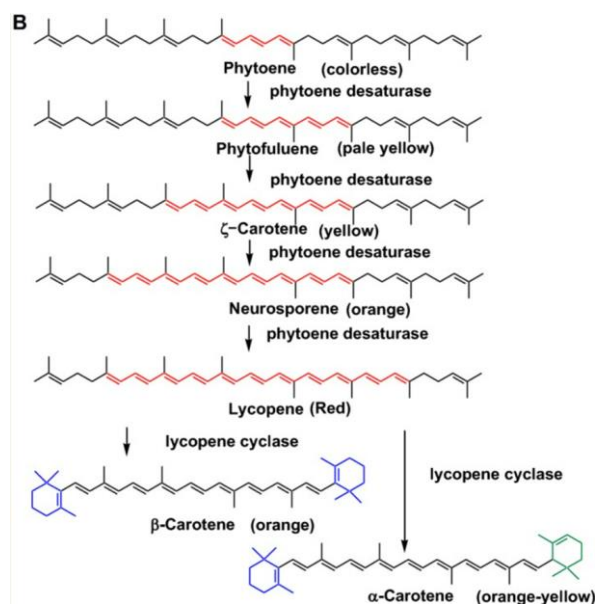 B
Phytoene (colorless)
phytoene desaturase
Phytofuluene (pale yellow)
phytoene desaturase
ζ-Carotene (yellow)
phytoene desaturase
Neurosporene (orange)
phytoene desaturase
Lycopene (Red)
lycopene cyclase
lycopene cyclase
β-Carotene (orange)
α-Carotene (orange-yellow)